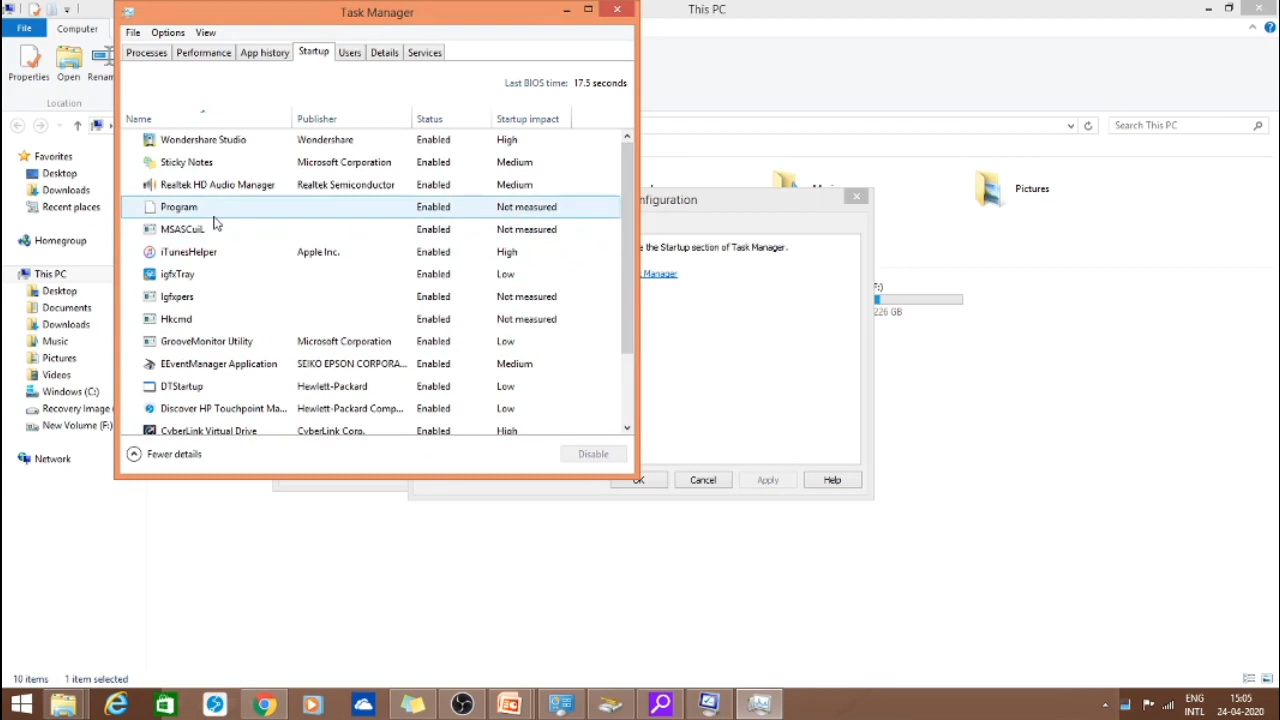 Task Manager
This PC
File
Computer
File Options View
Properties
Open
Renam
Location
Processes
Performance
App history
Startup
Users
Details
Services
Last BIOS time: 17.5 seconds
Search This PC
Name
Publisher
Status
Startup impact
Wondershare Studio Wondershare Enabled High
Sticky Notes Microsoft Corporation Enabled Medium
Realtek HD Audio Manager Realtek Semiconductor Enabled Medium
Program Enabled Not measured
MSASCuiL Enabled Not measured
iTunesHelper Apple Inc. Enabled High
igfxTray Enabled Low
Igfxpers Enabled Not measured
Hkcmd Enabled Not measured
GrooveMonitor Utility Microsoft Corporation Enabled Low
EEventManager Application SEIKO EPSON CORPORA... Enabled Medium
DTStartup Hewlett-Packard Enabled Low
Discover HP Touchpoint Ma... Hewlett-Packard Comp... Enabled Low
CyberLink Virtual Drive CyberLink Corp. Enabled High
Fewer details
Disable
Favorites
Desktop
Downloads
Recent places
Homegroup
This PC
Desktop
Documents
Downloads
Music
Pictures
Videos
Windows (C:)
Recovery Image
New Volume (F:)
Network
Pictures
nfiguration
e the Startup section of Task Manager.
Manager
F:)
226 GB
OK
Cancel
Apply
Help
10 items
1 item selected
ENG
INTL
15:05
24-04-2020